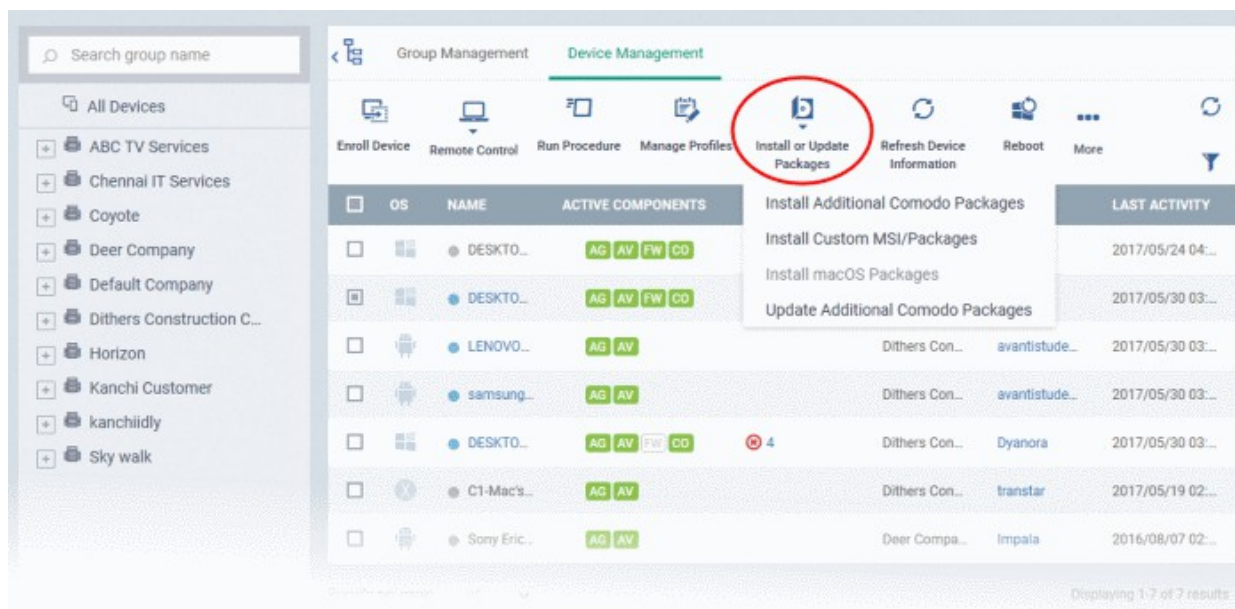 Search group name
All Devices
ABC TV Services
Chennai IT Services
Coyote
Deer Company
Default Company
Dithers Construction C...
Horizon
Kanchi Customer
kanchiidly
Sky walk
Group Management Device Management
Enroll Device Remote Control Run Procedure Manage Profiles Install or Update Packages Refresh Device Information Reboot More
Install Additional Comodo Packages
Install Custom MSI/Packages
Install macOS Packages
Update Additional Comodo Packages
OS NAME ACTIVE COMPONENTS LAST ACTIVITY
DESKTO... AG AV FW CO 2017/05/24 04:...
DESKTO... AG AV FW CO 2017/05/30 03:...
LENOVO... AG AV Dithers Con... avantistude... 2017/05/30 03:...
samsung... AG AV Dithers Con... avantistude... 2017/05/30 03:...
DESKTO... AG AV FW CO 4 Dithers Con... Dyanora 2017/05/30 03:...
C1-Mac's... AG AV Dithers Con... transtar 2017/05/19 02:...
Sony Eric... AG AV Deer Compa... Impala 2016/08/07 02:...
Displaying 1-7 of 7 results